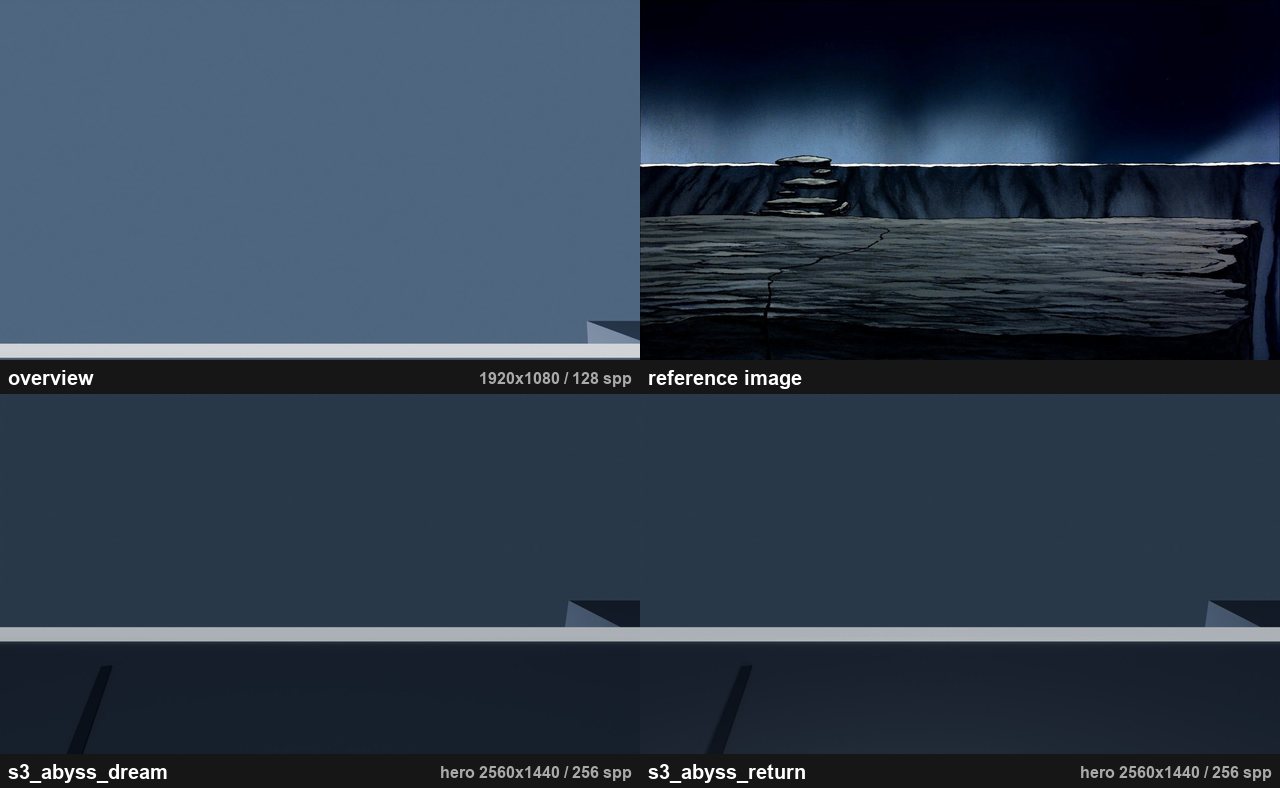 overview
1920x1080 / 128 spp
reference image
s3_abyss_dream
hero 2560x1440 / 256 spp
s3_abyss_return
hero 2560x1440 / 256 spp